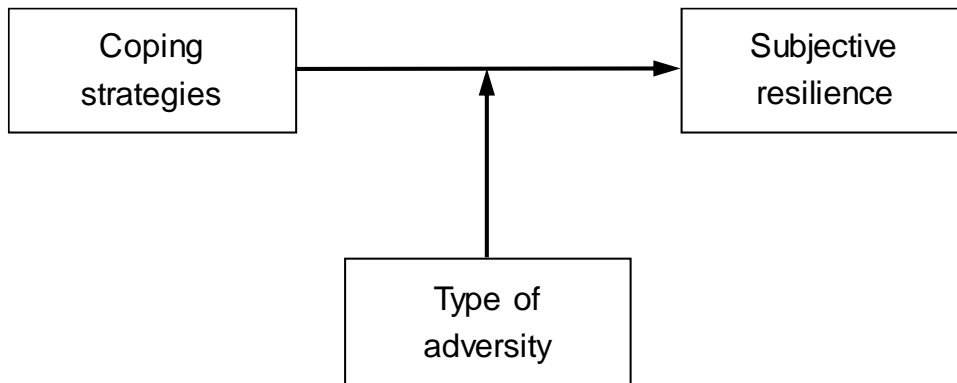 Coping
strategies
Subjective
resilience
Type of
adversity